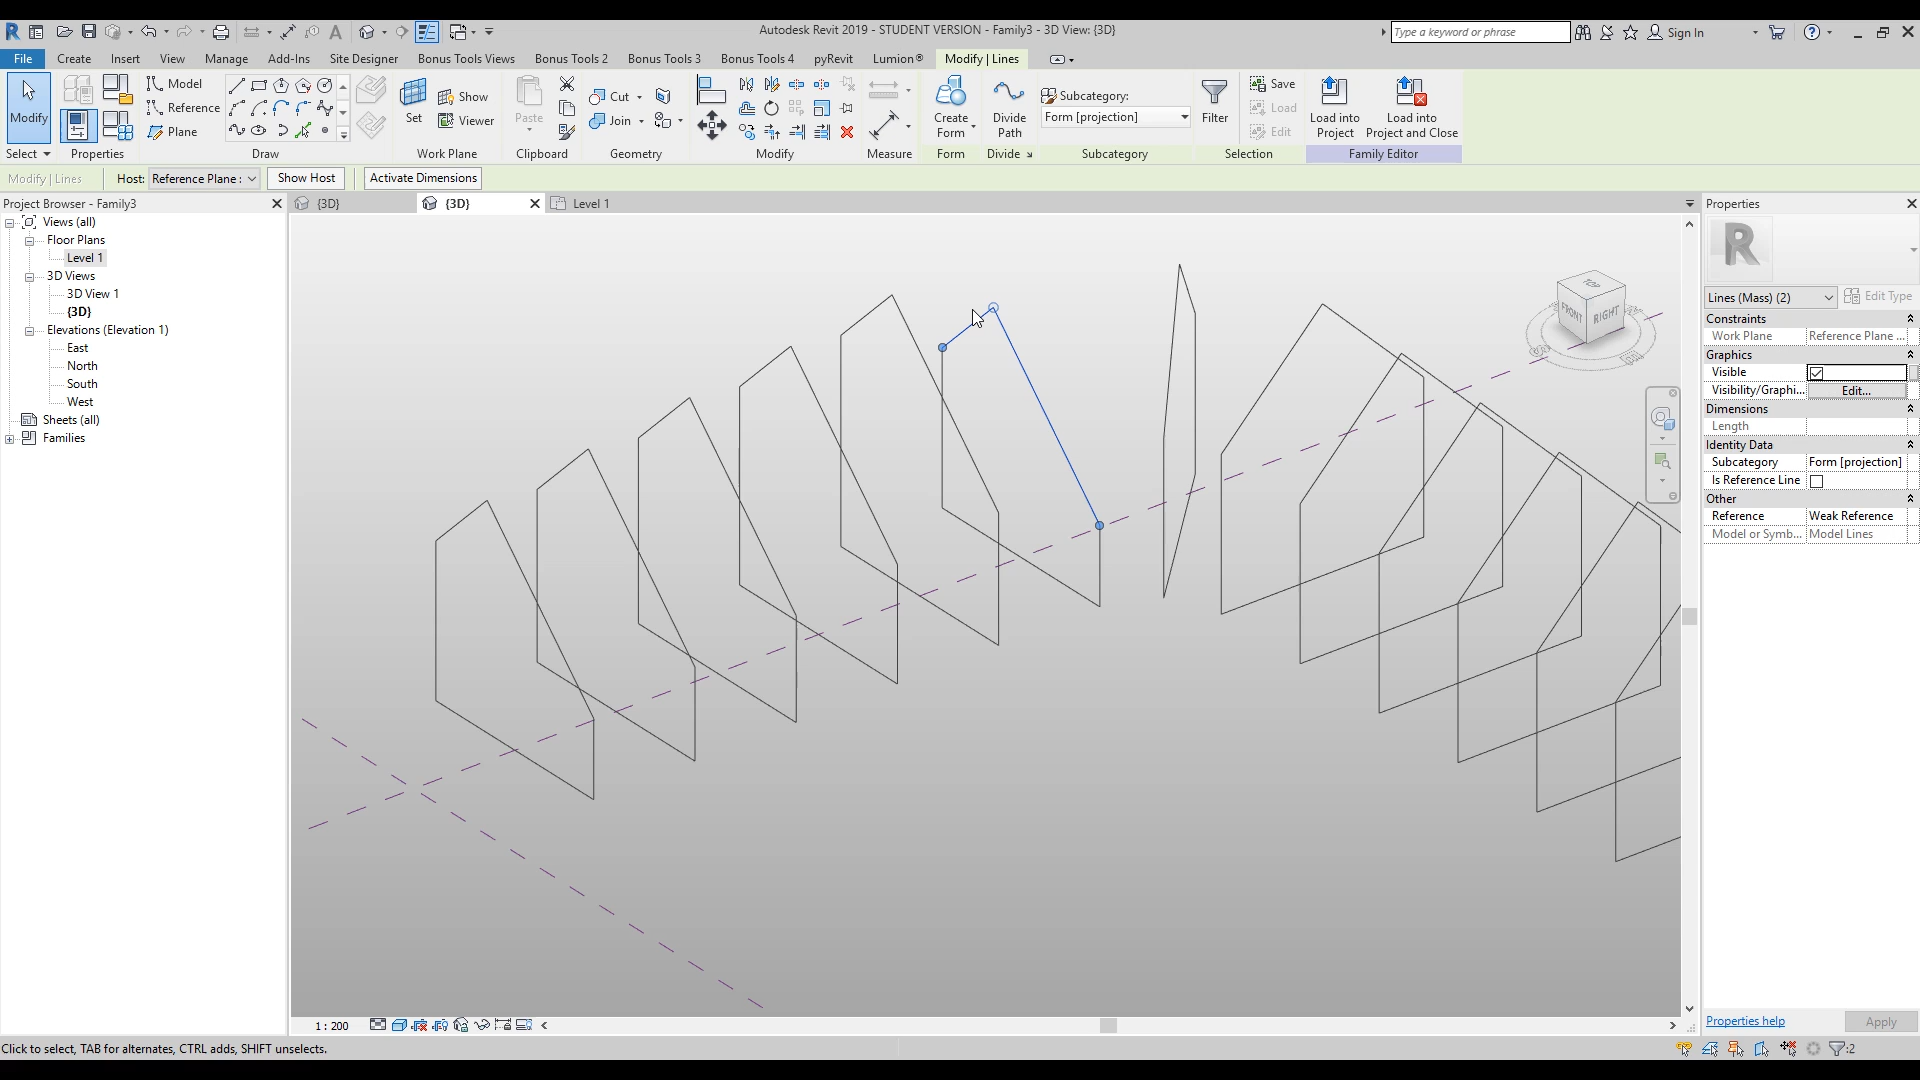 Autodesk Revit 2019 - STUDENT VERSION - Family3 - 3D View: {3D}
Type a keyword or phrase
Sign In
File Create Insert View Manage Add-Ins Site Designer Bonus Tools Views Bonus Tools 2 Bonus Tools 3 Bonus Tools 4 pyRevit Lumion® Modify | Lines
Modify
Model
Reference
Plane
Set
Show
Viewer
Paste
Cut
Join
Create
Form
Divide
Path
Subcategory:
Form [projection]
Filter
Save
Load
Edit
Load into
Project
Load into
Project and Close
Select Properties Draw Work Plane Clipboard Geometry Modify Measure Form Divide Subcategory Selection Family Editor
Modify | Lines Host: Reference Plane : Show Host Activate Dimensions
Project Browser - Family3
{3D} {3D} Level 1
Views (all)
Floor Plans
Level 1
3D Views
3D View 1
{3D}
Elevations (Elevation 1)
East
North
South
West
Sheets (all)
Families
TOP
FRONT
RIGHT
Properties
R
Lines (Mass) (2) Edit Type
Constraints
Work Plane Reference Plane ...
Graphics
Visible
Visibility/Graphi... Edit...
Dimensions
Length
Identity Data
Subcategory Form [projection]
Is Reference Line
Other
Reference Weak Reference
Model or Symb... Model Lines
Properties help Apply
1 : 200
Click to select, TAB for alternates, CTRL adds, SHIFT unselects.
:2